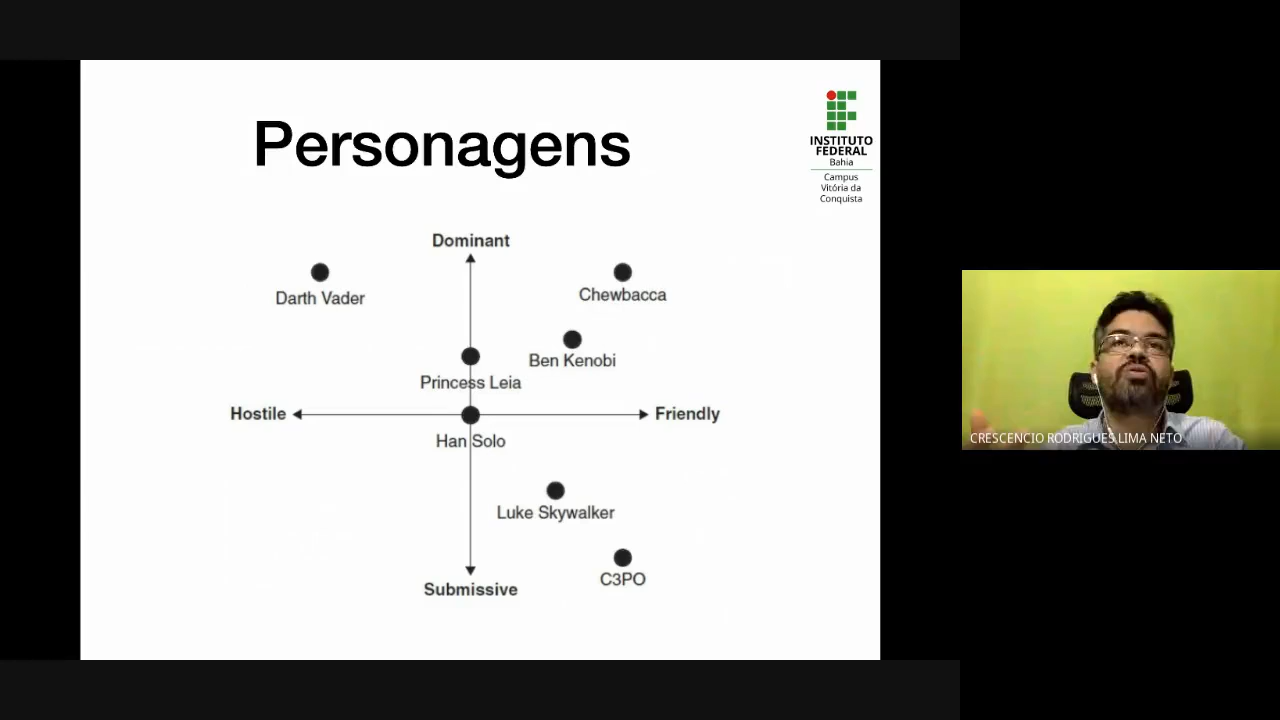 Personagens
INSTITUTO
FEDERAL
Bahia
Campus
Vitória da
Conquista
Dominant
Darth Vader
Chewbacca
Ben Kenobi
Princess Leia
Hostile
Friendly
Han Solo
Luke Skywalker
C3PO
Submissive
CRESCENCIO RODRIGUES LIMA NETO